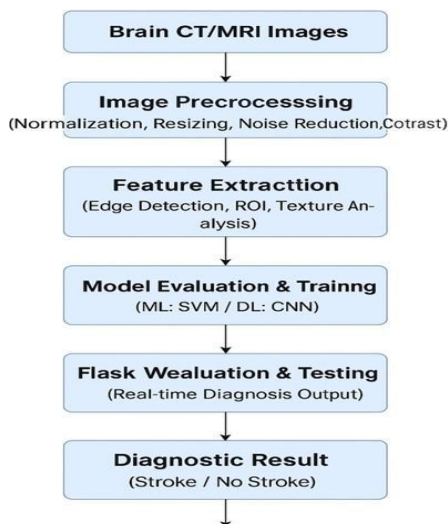 Brain CT/MRI Images
Image Precrocesssing
(Normalization, Resizing, Noise Reduction,Cotrast)
Feature Extracttion
(Edge Detection, ROI, Texture An-
alysis)
Model Evaluation & Trainng
(ML: SVM / DL: CNN)
Flask Wealuation & Testing
(Real-time Diagnosis Output)
Diagnostic Result
(Stroke / No Stroke)